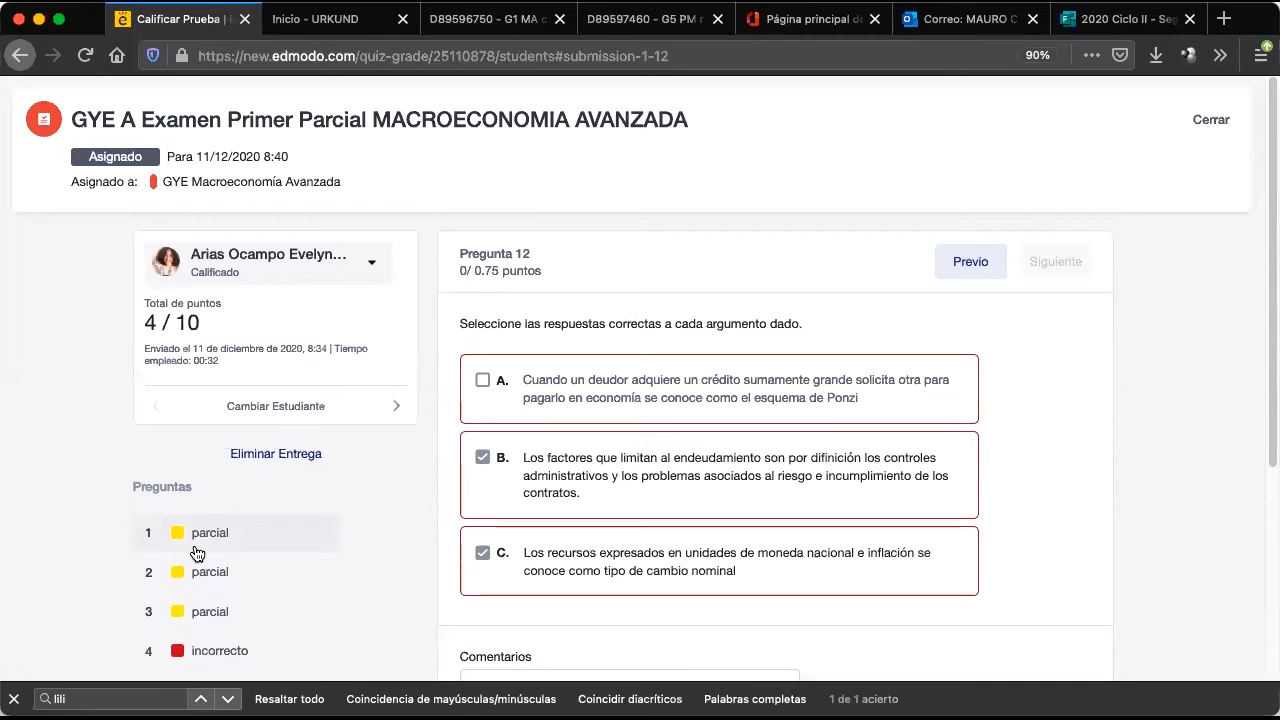 Calificar Prueba |
Inicio - URKUND
D89596750 - G1 MA
D89597460 - G5 PM
Página principal de
Correo: MAURO C
2020 Ciclo II - Seg
https://new.edmodo.com/quiz-grade/25110878/students#submission-1-12
90%
GYE A Examen Primer Parcial MACROECONOMIA AVANZADA
Cerrar
Asignado Para 11/12/2020 8:40
Asignado a: GYE Macroeconomía Avanzada
Arias Ocampo Evelyn...
Calificado
Total de puntos
4 / 10
Enviado el 11 de diciembre de 2020, 8:34 | Tiempo
empleado: 00:32
Cambiar Estudiante
Eliminar Entrega
Preguntas
1 parcial
2 parcial
3 parcial
4 incorrecto
Pregunta 12
0/ 0.75 puntos
Previo
Siguiente
Seleccione las respuestas correctas a cada argumento dado.
A. Cuando un deudor adquiere un crédito sumamente grande solicita otra para
pagarlo en economía se conoce como el esquema de Ponzi
B. Los factores que limitan al endeudamiento son por difinición los controles
administrativos y los problemas asociados al riesgo e incumplimiento de los
contratos.
C. Los recursos expresados en unidades de moneda nacional e inflación se
conoce como tipo de cambio nominal
Comentarios
lili
Resaltar todo
Coincidencia de mayúsculas/minúsculas
Coincidir diacríticos
Palabras completas
1 de 1 acierto